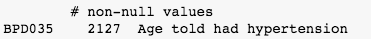 # non-null values
BPD035 2127 Age told had hypertension